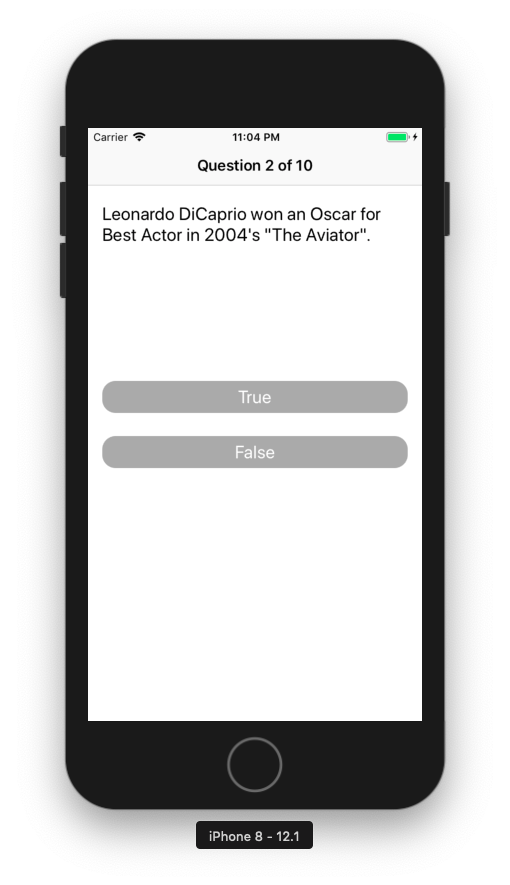 Carrier 11:04 PM
Question 2 of 10
Leonardo DiCaprio won an Oscar for
Best Actor in 2004's "The Aviator".
True
False
iPhone 8 - 12.1